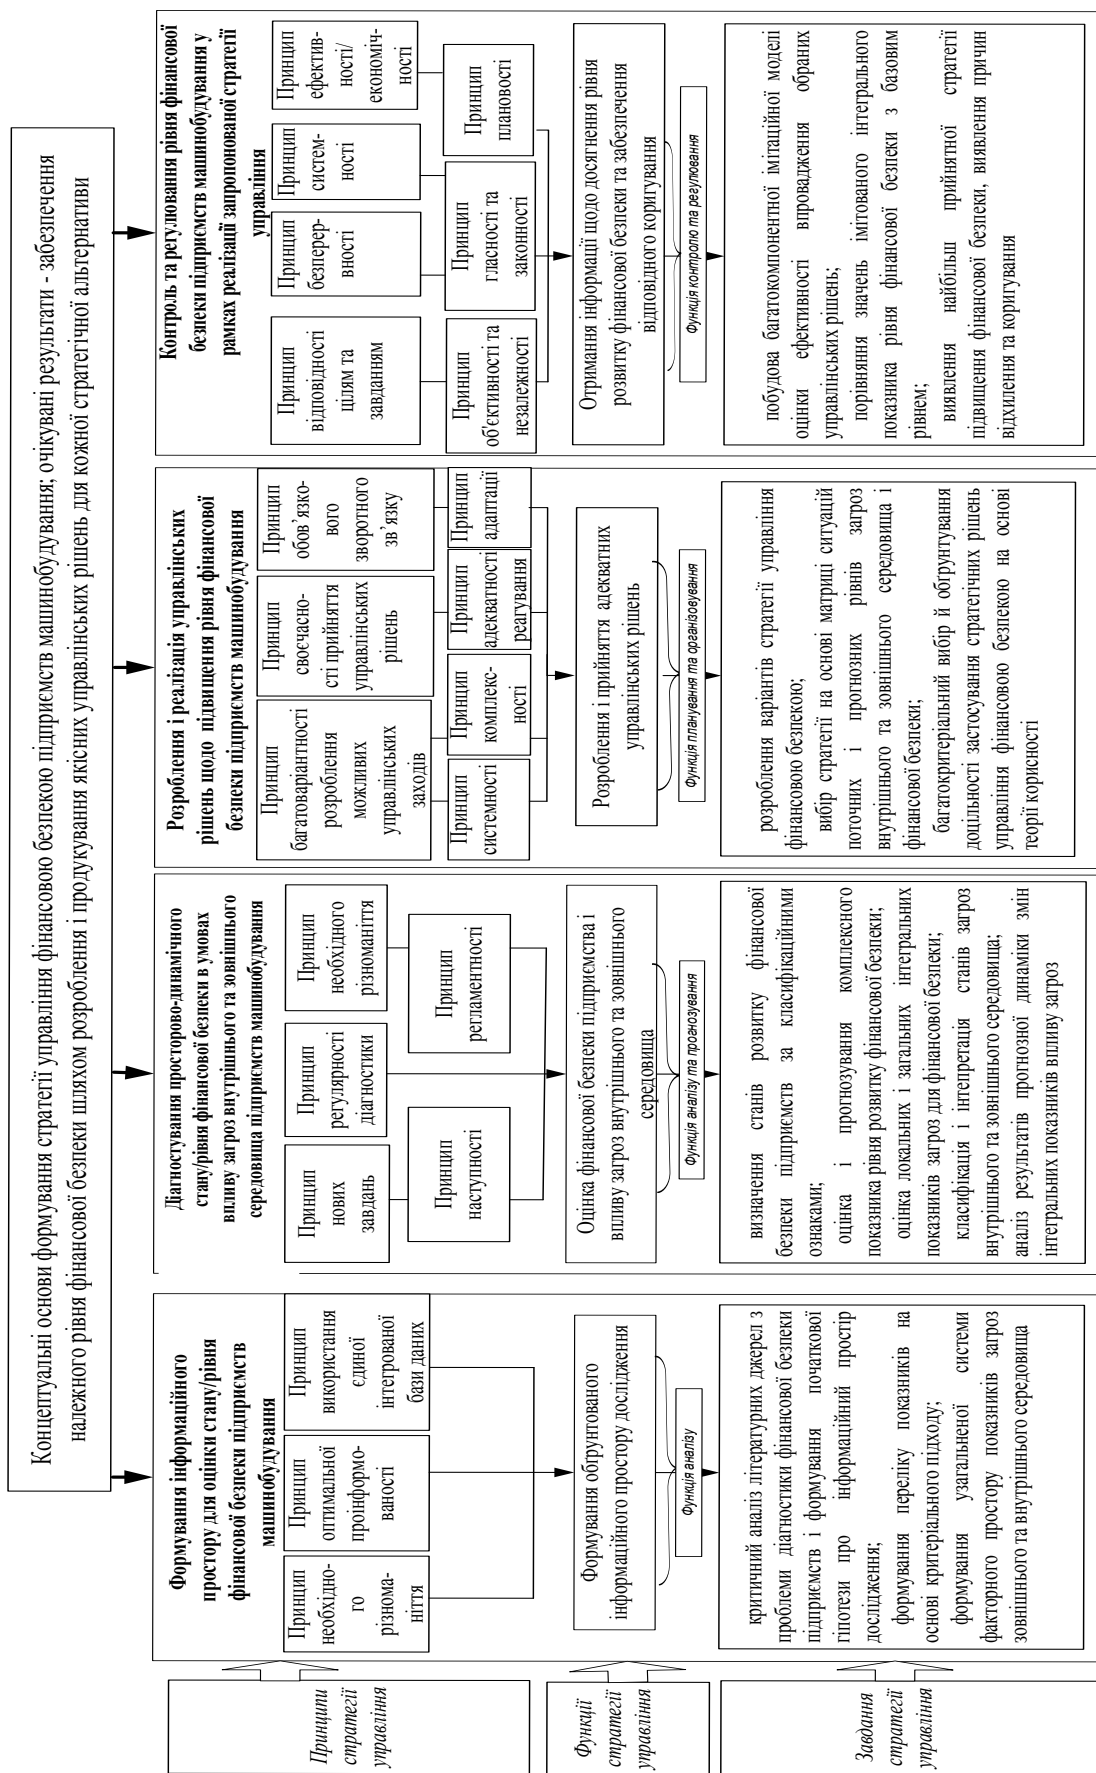 Концептуальні основи формування стратегії управління фінансовою безпекою підприємств машинобудування; очікувані результати - забезпечення
належного рівня фінансової безпеки шляхом розроблення і продукування якісних управлінських рішень для кожної стратегічної альтернативи
Принципи
стратегії
управління
Формування інформаційного
простору для оцінки стану/рівня
фінансової безпеки підприємств
машинобудування
Принцип
необхідно-
го
різнома-
ніття
Принцип
оптимальної
проінформо-
ваності
Принцип
використання
єдиної
інтегрованої
бази даних
Діагностування просторово-динамічного
стану/рівня фінансової безпеки в умовах
впливу загроз внутрішнього та зовнішнього
середовища підприємств машинобудування
Принцип
нових
завдань
Принцип
регулярності
діагностики
Принцип
необхідного
різноманіття
Принцип
наступності
Принцип
регламентності
Розроблення і реалізація управлінських
рішень щодо підвищення рівня фінансової
безпеки підприємств машинобудування
Принцип
багатоваріантності
розроблення
можливих
управлінських
заходів
Принцип
своєчасно-
сті прийняття
управлінських
рішень
Принцип
обов’язко-
вого
зворотного
зв’язку
Принцип
системності
Принцип
комплекс-
ності
Принцип
адекватності
реагування
Принцип
адаптації
Контроль та регулювання рівня фінансової
безпеки підприємств машинобудування у
рамках реалізації запропонованої стратегії
управління
Принцип
відповідності
цілям та
завданням
Принцип
безперер-
вності
Принцип
систем-
ності
Принцип
ефектив-
ності/
економіч-
ності
Принцип
об'єктивності та
незалежності
Принцип
гласності та
законності
Принцип
плановості
Функції
стратегії
управління
Формування обґрунтованого
інформаційного простору дослідження
Функція аналізу
Оцінка фінансової безпеки підприємства і
впливу загроз внутрішнього та зовнішнього
середовища
Функція аналізу та прогнозування
Розроблення і прийняття адекватних
управлінських рішень
Функція планування та організовування
Отримання інформації щодо досягнення рівня
розвитку фінансової безпеки та забезпечення
відповідного коригування
Функція контролю та регулювання
Завдання
стратегії
управління
критичний аналіз літературних джерел з
проблеми діагностики фінансової безпеки
підприємств і формування початкової
гіпотези про інформаційний простір
дослідження;
формування переліку показників на
основі критеріального підходу;
формування узагальненої системи
факторного простору показників загроз
зовнішнього та внутрішнього середовища
визначення станів розвитку фінансової
безпеки підприємств за класифікаційними
ознаками;
оцінка і прогнозування комплексного
показника рівня розвитку фінансової безпеки;
оцінка локальних і загальних інтегральних
показників загроз для фінансової безпеки;
класифікація і інтепретація станів загроз
внутрішнього та зовнішнього середовища;
аналіз результатів прогнозної динаміки змін
інтегральних показників впливу загроз
розроблення варіантів стратегії управління
фінансовою безпекою;
вибір стратегії на основі матриці ситуацій
поточних і прогнозних рівнів загроз
внутрішнього та зовнішнього середовища і
фінансової безпеки;
багатокритеріальний вибір й обґрунтування
доцільності застосування стратегічних рішень
управління фінансовою безпекою на основі
теорії корисності
побудова багатокомпонентної імітаційної моделі
оцінки ефективності впровадження обраних
управлінських рішень;
порівняння значень імітованого інтегрального
показника рівня фінансової безпеки з базовим
рівнем;
виявлення найбільш прийнятної стратегії
підвищення фінансової безпеки, виявлення причин
відхилення та коригування